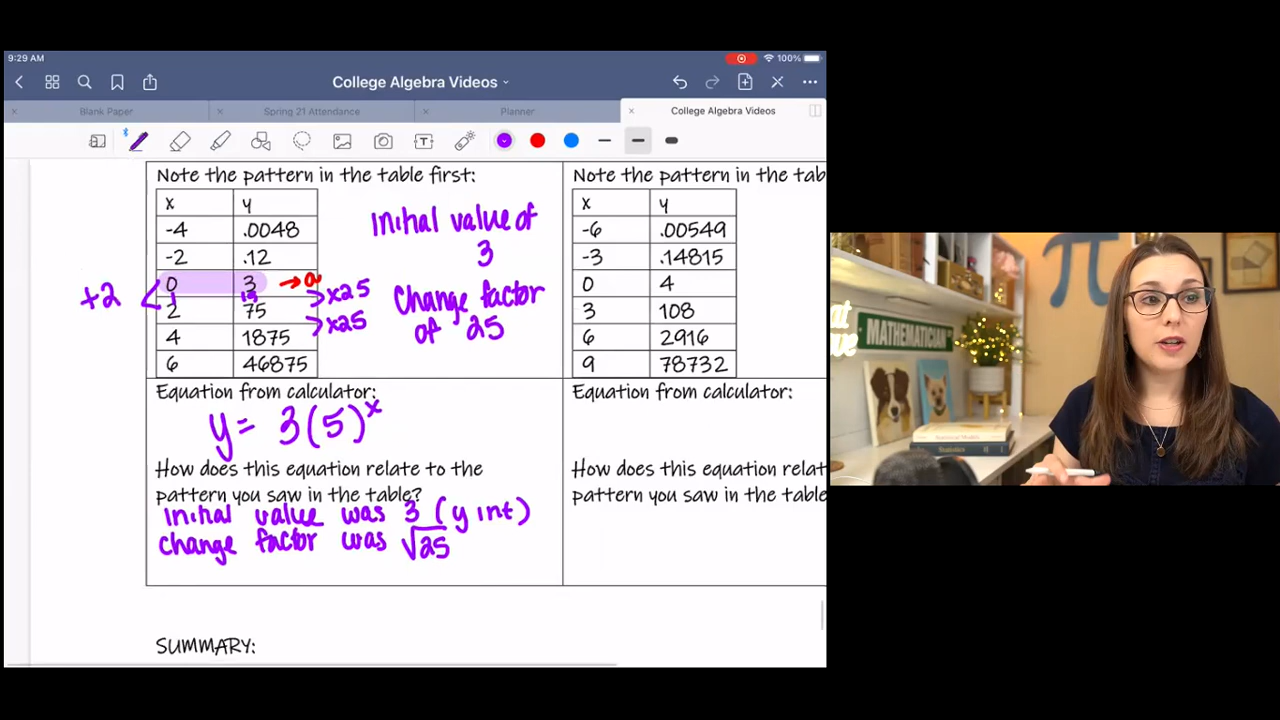 9:29 AM
100%
College Algebra Videos
Blank Paper
Spring 21 Attendance
Planner
College Algebra Videos
Note the pattern in the table first:
x y
-4 .0048
-2 .12
0 3 → a
+2
1 15
2 75
x25
4 1875
x25
6 46875
Initial value of
3
Change factor
of 25
Equation from calculator:
y = 3(5)^x
How does this equation relate to the
pattern you saw in the table?
initial value was 3 (y int)
change factor was √25
SUMMARY:
Note the pattern in the tab
x y
-6 .00549
-3 .14815
0 4
3 108
6 2916
9 78732
Equation from calculator:
How does this equation relat
pattern you saw in the table
MATHEMATICIAN